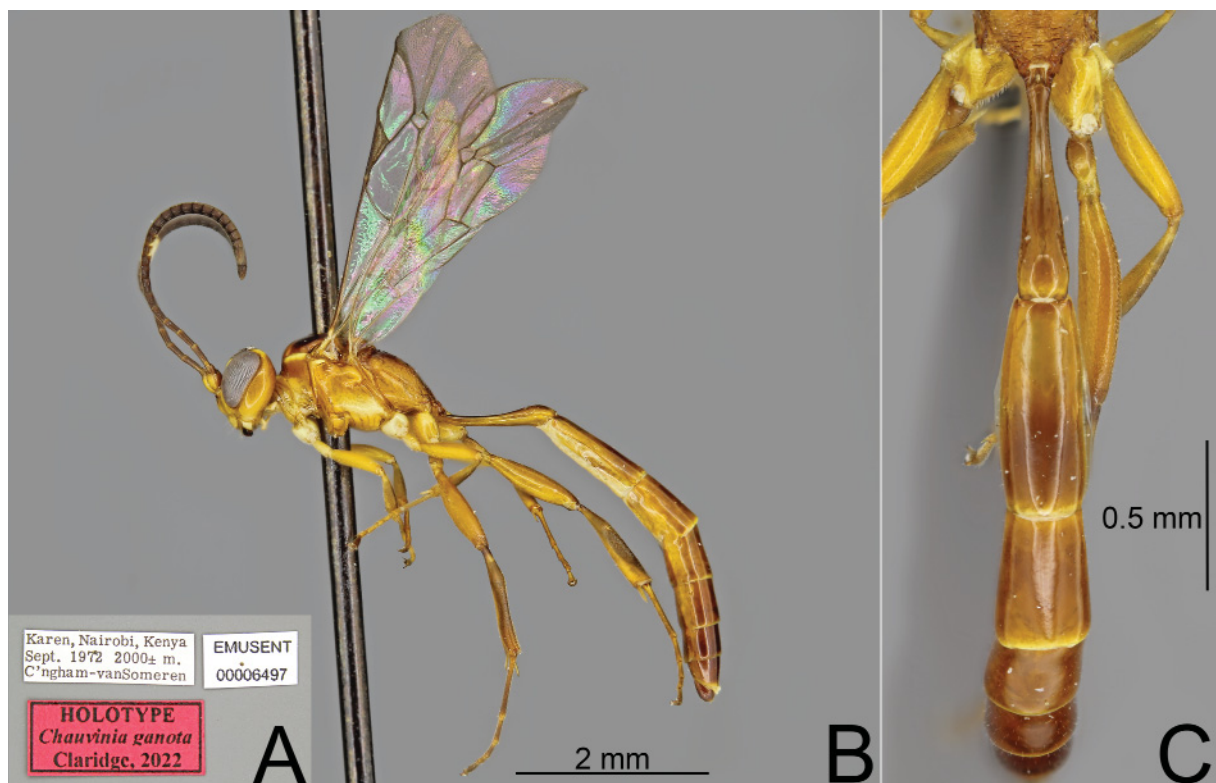 Karen, Nairobi, Kenya
Sept. 1972 2000± m.
C'ngham-vanSomeren
EMUSENT
00006497
HOLOTYPE
Chauvinia ganota
Claridge, 2022
A
2 mm
B
0.5 mm
C